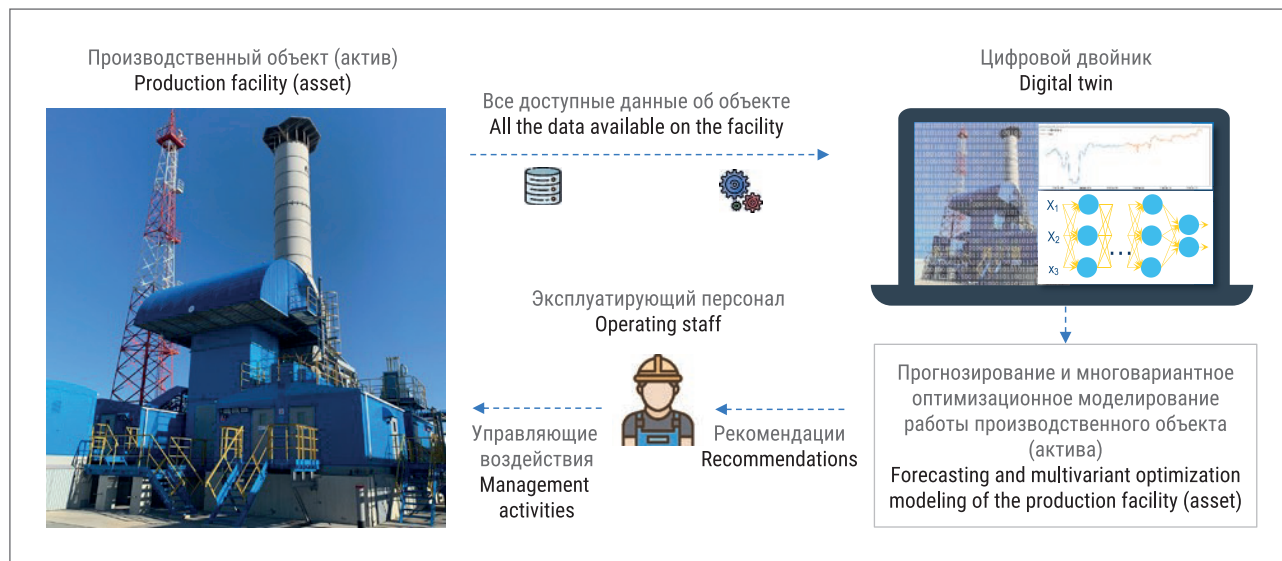 Производственный объект (актив)
Production facility (asset)
Все доступные данные об объекте
All the data available on the facility
Цифровой двойник
Digital twin
X1
X2
x3
...
Эксплуатирующий персонал
Operating staff
Управляющие
воздействия
Management
activities
Рекомендации
Recommendations
Прогнозирование и многовариантное
оптимизационное моделирование
работы производственного объекта
(актива)
Forecasting and multivariant optimization
modeling of the production facility (asset)